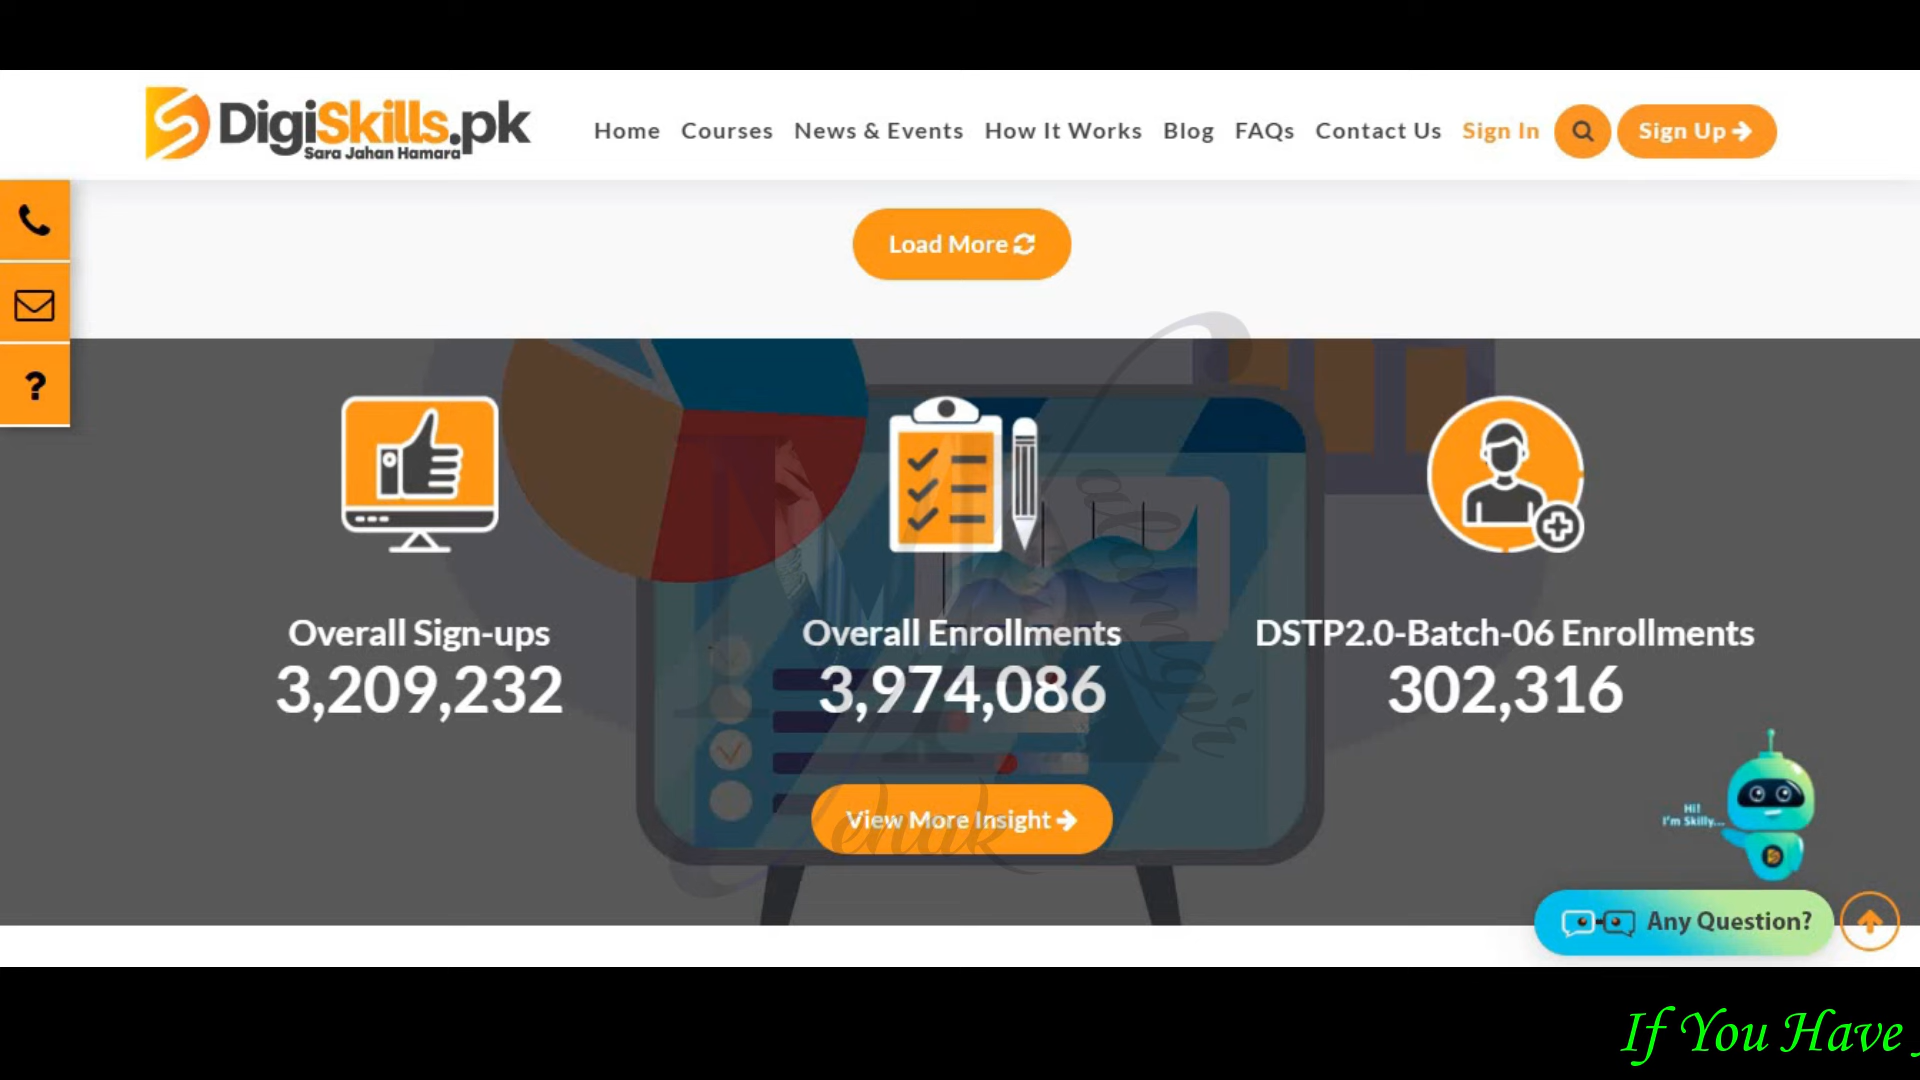 DigiSkills.pk
Sara Jahan Hamara
Home Courses News & Events How It Works Blog FAQs Contact Us Sign In Sign Up
Load More
?
Overall Sign-ups
3,209,232
Overall Enrollments
3,974,086
DSTP2.0-Batch-06 Enrollments
302,316
View More Insight
Hi!
I'm Skilly...
Any Question?
If You Have